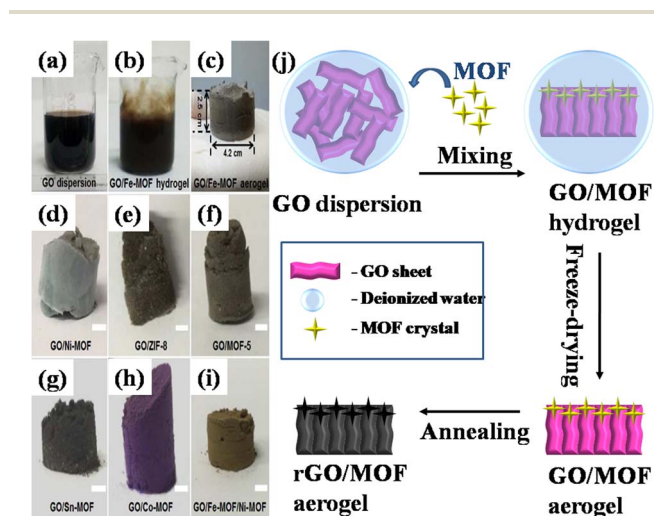 (a)
(b)
(c)
2.5 cm
4.2 cm
GO dispersion
GO/Fe-MOF hydrogel
GO/Fe-MOF aerogel
(d)
(e)
(f)
GO/Ni-MOF
GO/ZIF-8
GO/MOF-5
(g)
(h)
(i)
GO/Sn-MOF
GO/Co-MOF
GO/Fe-MOF/Ni-MOF
(j)
MOF
Mixing
GO dispersion
GO/MOF
hydrogel
- GO sheet
- Deionized water
- MOF crystal
Freeze-drying
Annealing
rGO/MOF
aerogel
GO/MOF
aerogel